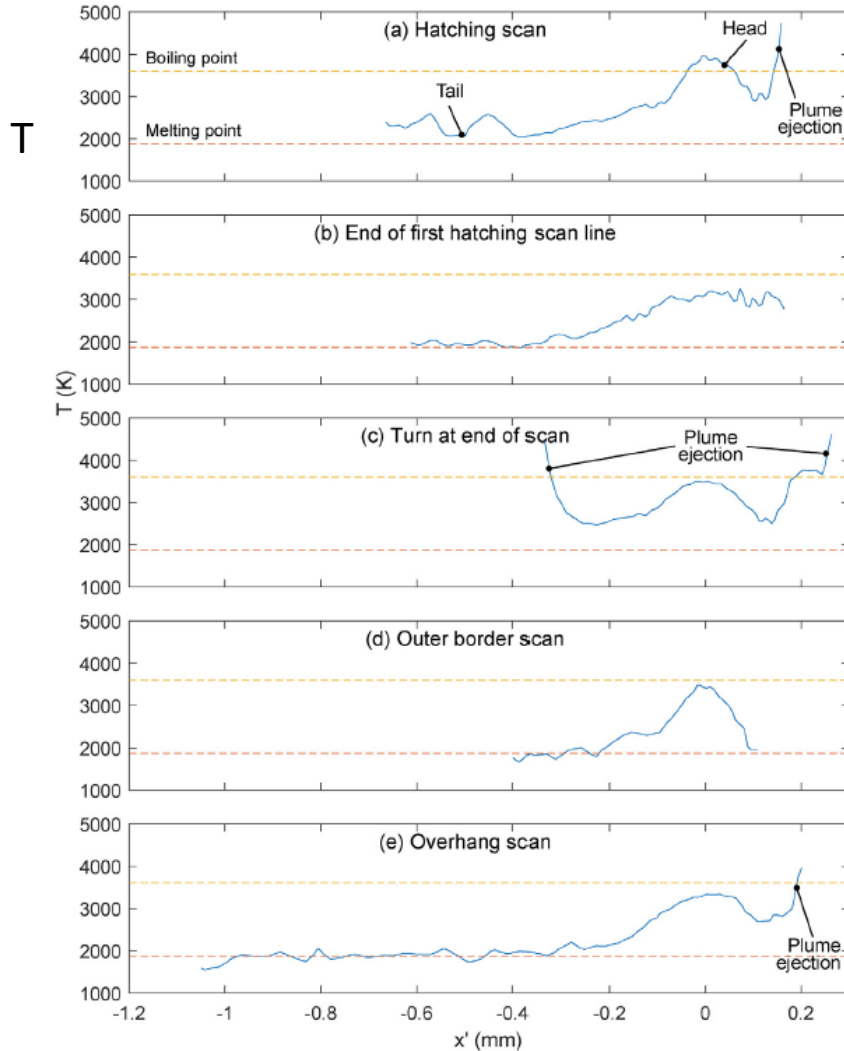 T
T (K)
5000
4000
3000
2000
1000
(a) Hatching scan
Boiling point
Melting point
Tail
Head
Plume
ejection
5000
4000
3000
2000
1000
(b) End of first hatching scan line
5000
4000
3000
2000
1000
(c) Turn at end of scan
Plume
ejection
5000
4000
3000
2000
1000
(d) Outer border scan
5000
4000
3000
2000
1000
(e) Overhang scan
Plume
ejection
-1.2 -1 -0.8 -0.6 -0.4 -0.2 0 0.2
x' (mm)